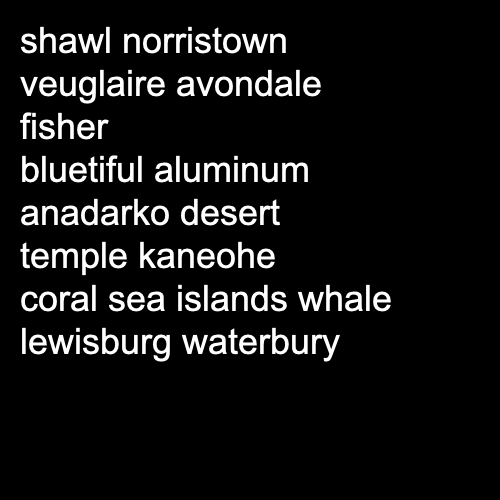 shawl norristown
veuglaire avondale
fisher
bluetiful aluminum
anadarko desert
temple kaneohe
coral sea islands whale
lewisburg waterbury